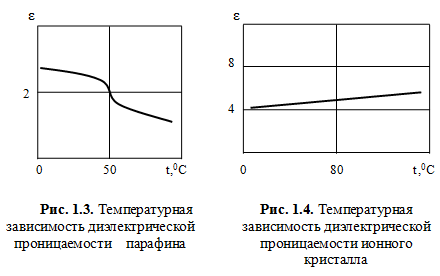 ε
2
0 50 t,⁰C
Рис. 1.3. Температурная
зависимость диэлектрической
проницаемости парафина
ε
8
4
0 80 t,⁰C
Рис. 1.4. Температурная
зависимость диэлектрической
проницаемости ионного
кристалла